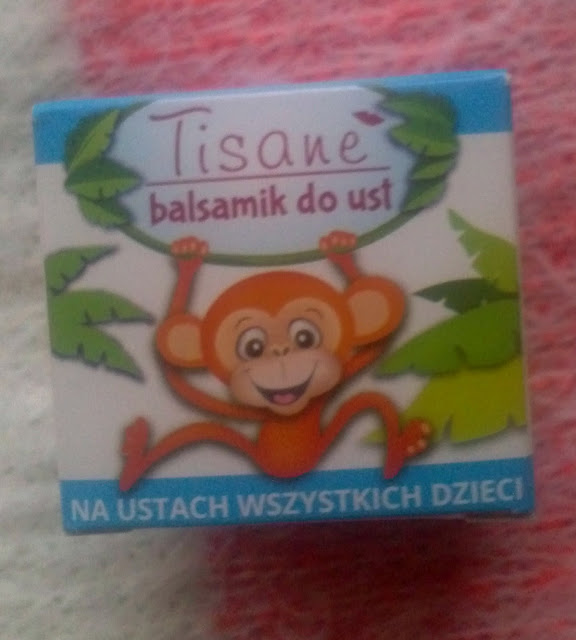 Tisane
balsamik do ust
NA USTACH WSZYSTKICH DZIECI